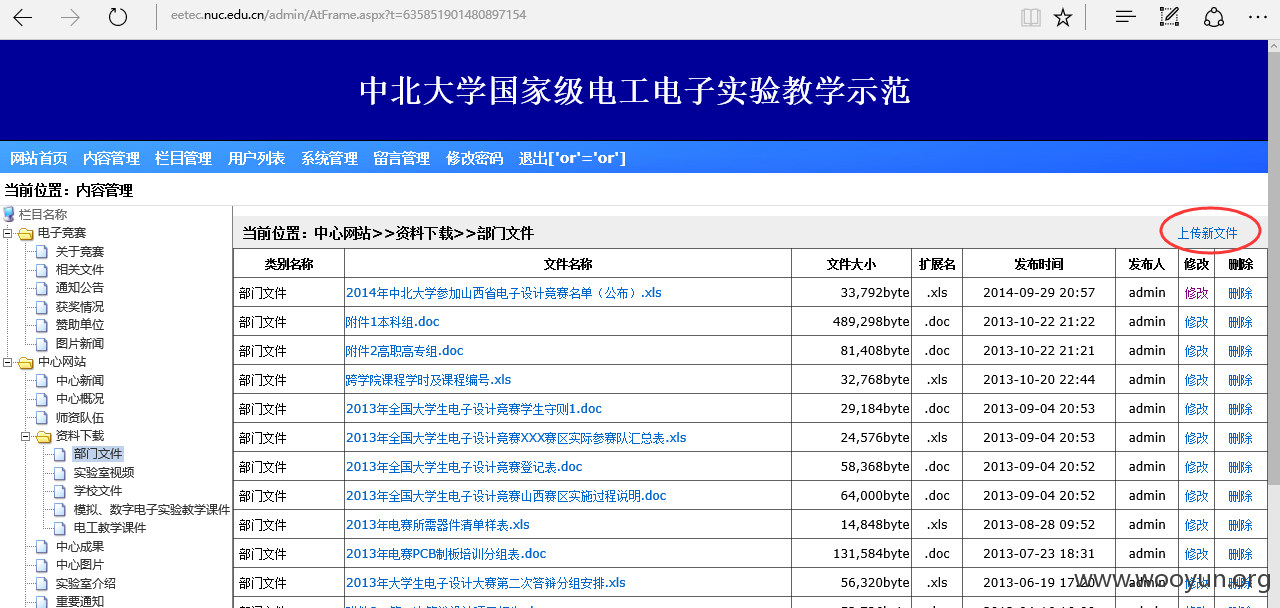 eetec.nuc.edu.cn/admin/AtFrame.aspx?t=635851901480897154
中北大学国家级电工电子实验教学示范
网站首页 内容管理 栏目管理 用户列表 系统管理 留言管理 修改密码 退出['or'='or']
当前位置：内容管理
栏目名称
电子竞赛
关于竞赛
相关文件
通知公告
获奖情况
赞助单位
图片新闻
中心网站
中心新闻
中心概况
师资队伍
资料下载
部门文件
实验室视频
学校文件
模拟、数字电子实验教学课件
电工教学课件
中心成果
中心图片
实验室介绍
重要通知
当前位置：中心网站>>资料下载>>部门文件 上传新文件
类别名称 文件名称 文件大小 扩展名 发布时间 发布人 修改 删除
部门文件 2014年中北大学参加山西省电子设计竞赛名单（公布）.xls 33,792byte .xls 2014-09-29 20:57 admin 修改 删除
部门文件 附件1本科组.doc 489,298byte .doc 2013-10-22 21:22 admin 修改 删除
部门文件 附件2高职高专组.doc 81,408byte .doc 2013-10-22 21:21 admin 修改 删除
部门文件 跨学院课程学时及课程编号.xls 32,768byte .xls 2013-10-20 22:44 admin 修改 删除
部门文件 2013年全国大学生电子设计竞赛学生守则1.doc 29,184byte .doc 2013-09-04 20:53 admin 修改 删除
部门文件 2013年全国大学生电子设计竞赛XXX赛区实际参赛队汇总表.xls 24,576byte .xls 2013-09-04 20:53 admin 修改 删除
部门文件 2013年全国大学生电子设计竞赛登记表.doc 58,368byte .doc 2013-09-04 20:52 admin 修改 删除
部门文件 2013年全国大学生电子设计竞赛山西赛区实施过程说明.doc 64,000byte .doc 2013-09-04 20:52 admin 修改 删除
部门文件 2013年电赛所需器件清单样表.xls 14,848byte .xls 2013-08-28 09:52 admin 修改 删除
部门文件 2013年电赛PCB制板培训分组表.doc 131,584byte .doc 2013-07-23 18:31 admin 修改 删除
部门文件 2013年大学生电子设计大赛第二次答辩分组安排.xls 56,320byte .xls 2013-06-19 17:20 admin 修改 删除
www.wooyun.org